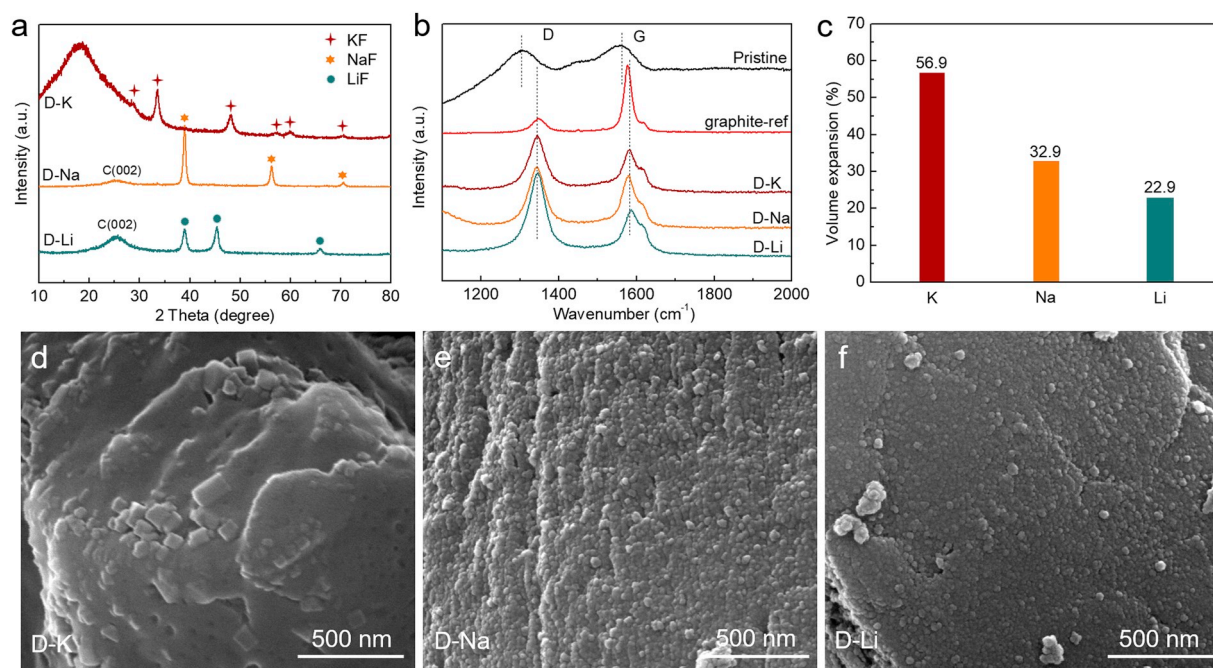 a
KF
NaF
LiF
D-K
D-Na
C(002)
D-Li
C(002)
Intensity (a.u.)
10 20 30 40 50 60 70 80
2 Theta (degree)
b
D
G
Pristine
graphite-ref
D-K
D-Na
D-Li
Intensity (a.u.)
1200 1400 1600 1800 2000
Wavenumber (cm⁻¹)
c
Volume expansion (%)
70
60
50
40
30
20
10
0
56.9
32.9
22.9
K Na Li
d
D-K
500 nm
e
D-Na
500 nm
f
D-Li
500 nm